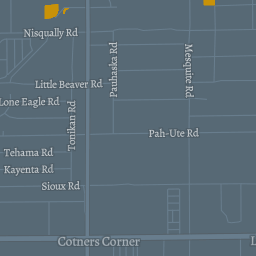 Nisqually Rd
Pauhaska Rd
Mesquite Rd
Little Beaver Rd
Lone Eagle Rd
Tonikan Rd
Pah-Ute Rd
Tehama Rd
Kayenta Rd
Sioux Rd
Cotners Corner
L